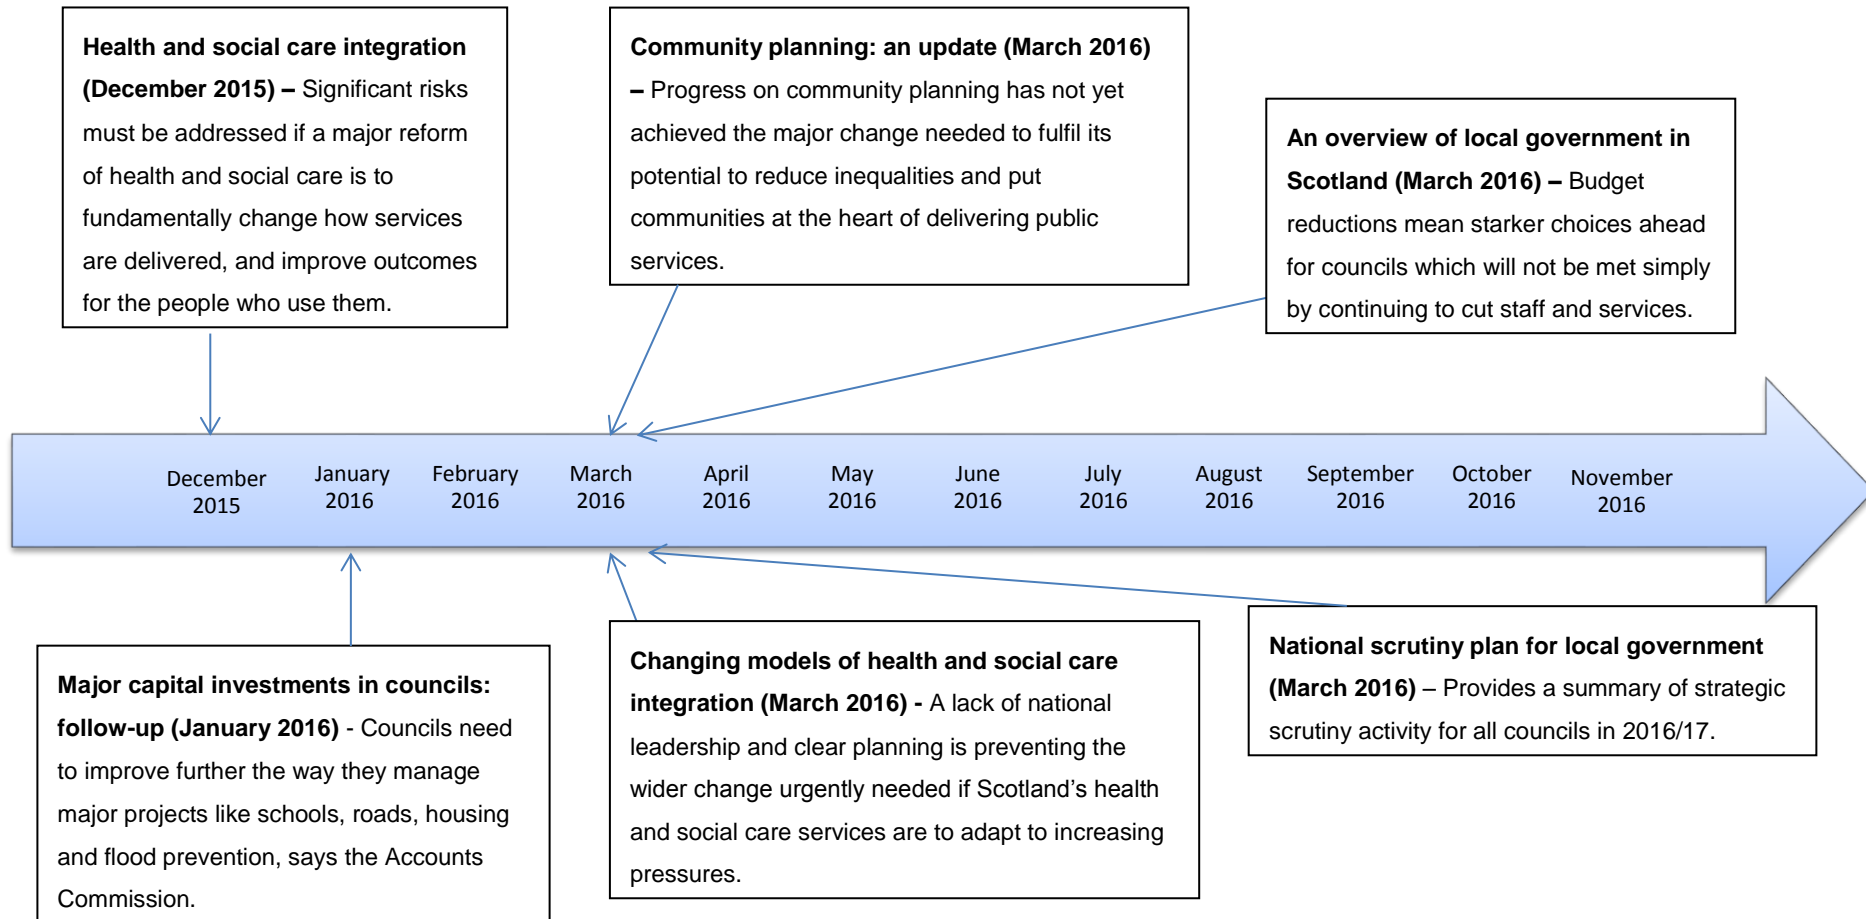 Health and social care integration
(December 2015) – Significant risks
must be addressed if a major reform
of health and social care is to
fundamentally change how services
are delivered, and improve outcomes
for the people who use them.
Community planning: an update (March 2016)
– Progress on community planning has not yet
achieved the major change needed to fulfil its
potential to reduce inequalities and put
communities at the heart of delivering public
services.
An overview of local government in
Scotland (March 2016) – Budget
reductions mean starker choices ahead
for councils which will not be met simply
by continuing to cut staff and services.
December
2015
January
2016
February
2016
March
2016
April
2016
May
2016
June
2016
July
2016
August
2016
September
2016
October
2016
November
2016
Major capital investments in councils:
follow-up (January 2016) - Councils need
to improve further the way they manage
major projects like schools, roads, housing
and flood prevention, says the Accounts
Commission.
Changing models of health and social care
integration (March 2016) - A lack of national
leadership and clear planning is preventing the
wider change urgently needed if Scotland’s health
and social care services are to adapt to increasing
pressures.
National scrutiny plan for local government
(March 2016) – Provides a summary of strategic
scrutiny activity for all councils in 2016/17.